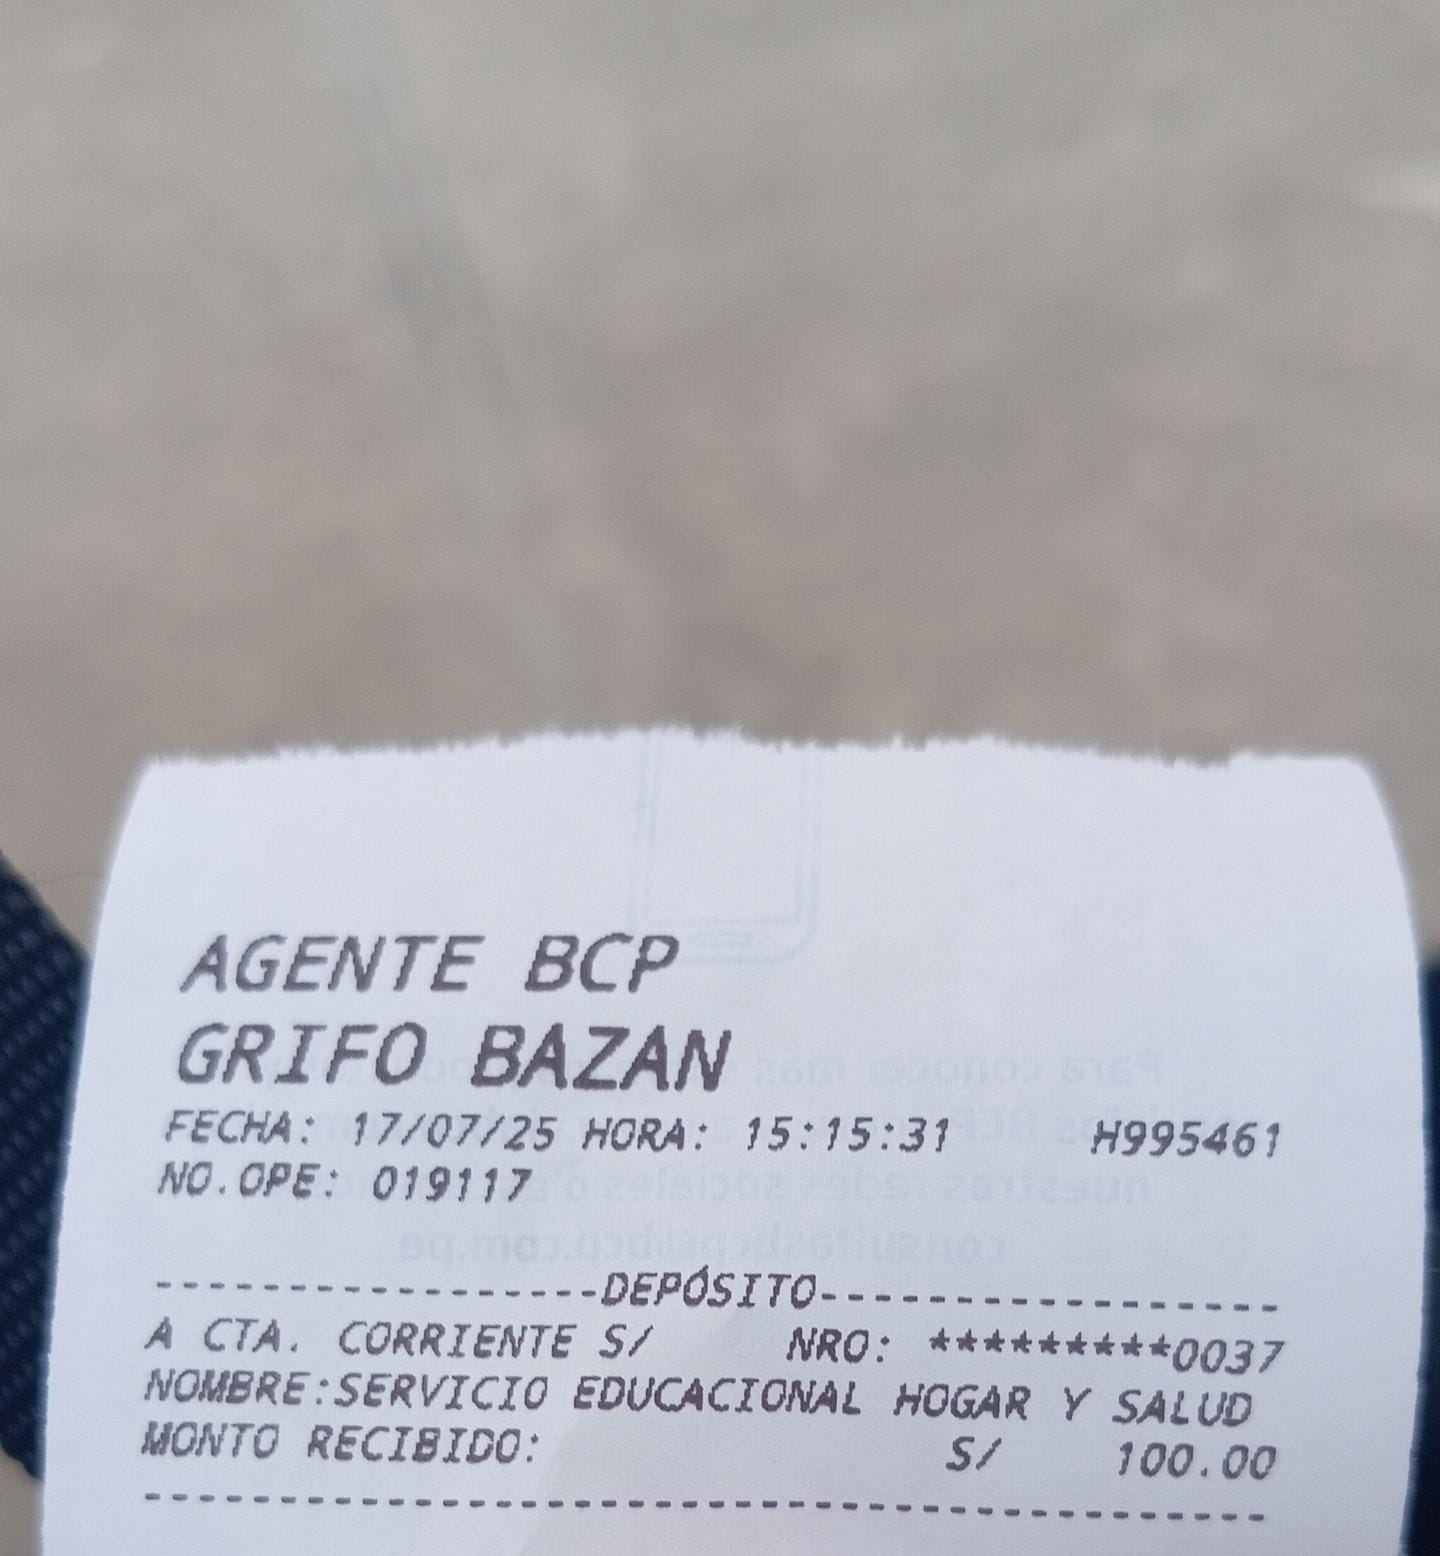 AGENTE BCP
GRIFO BAZAN
FECHA: 17/07/25 HORA: 15:15:31 H995461
NO.OPE: 019117
-----------------DEPÓSITO-----------------
A CTA. CORRIENTE S/ NRO: *********0037
NOMBRE:SERVICIO EDUCACIONAL HOGAR Y SALUD
MONTO RECIBIDO: S/ 100.00
------------------------------------------